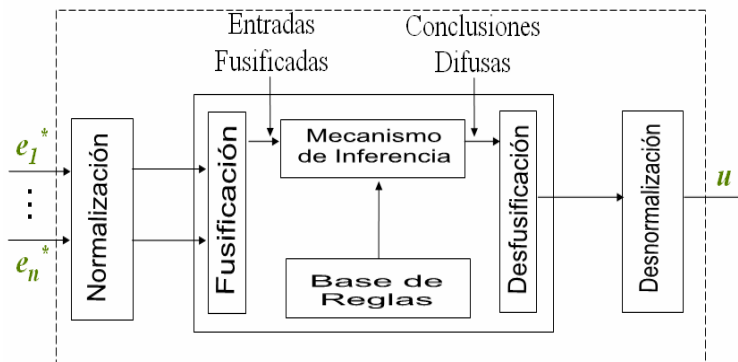 Entradas
Fusificadas
Conclusiones
Difusas
e1*
...
en*
Normalización
Fusificación
Mecanismo
de Inferencia
Base de
Reglas
Desfusificación
Desnormalización
u